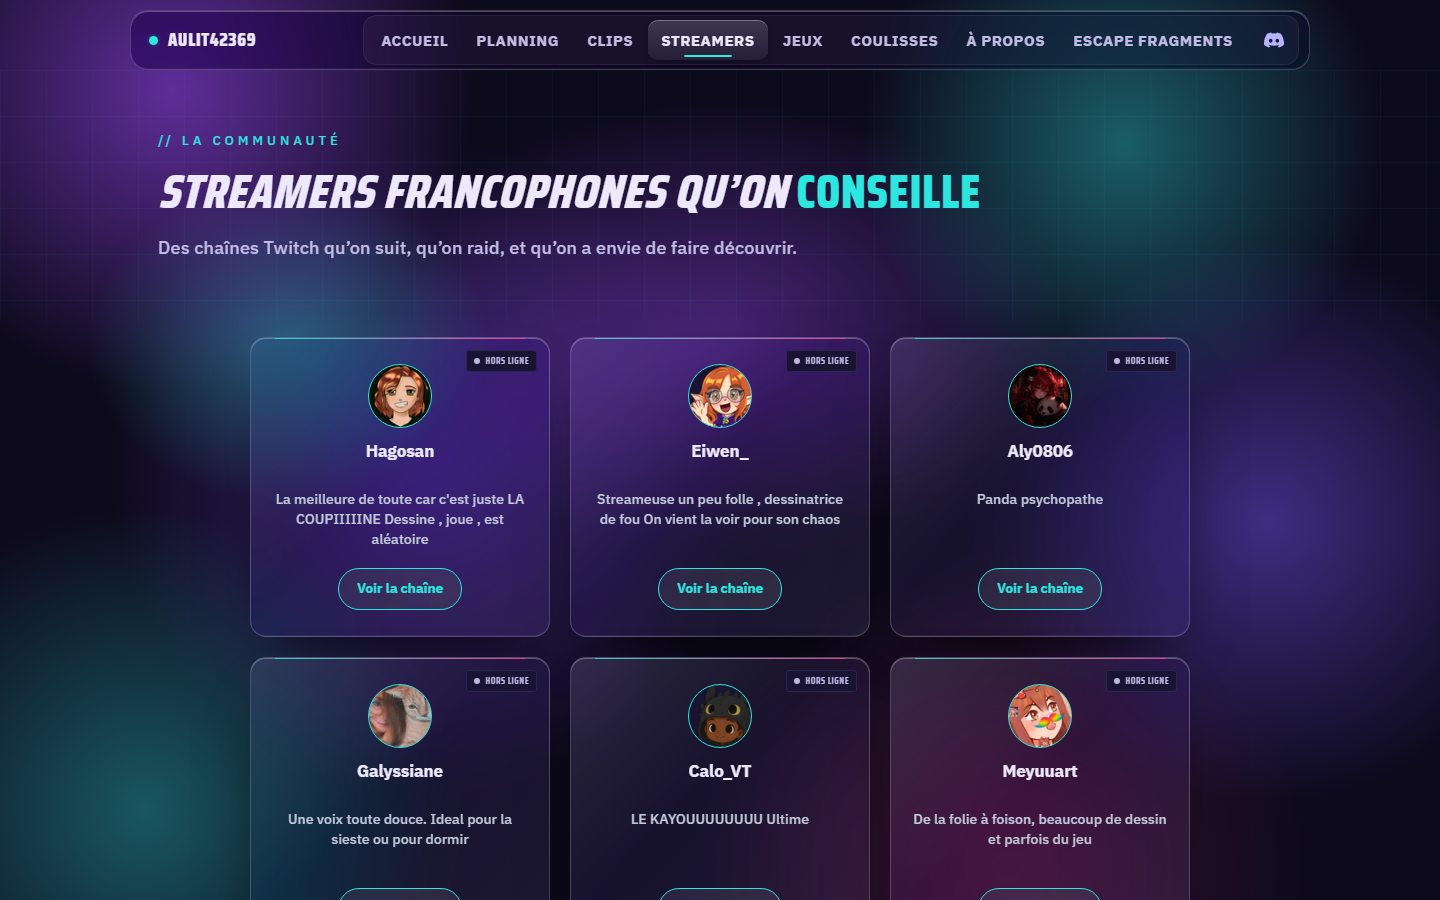 AULIT42369
ACCUEIL PLANNING CLIPS STREAMERS JEUX COULISSES À PROPOS ESCAPE FRAGMENTS
// LA COMMUNAUTÉ
STREAMERS FRANCOPHONES QU’ON CONSEILLE
Des chaînes Twitch qu’on suit, qu’on raid, et qu’on a envie de faire découvrir.
HORS LIGNE
Hagosan
La meilleure de toute car c'est juste LA
COUPIIIIINE Dessine , joue , est
aléatoire
Voir la chaîne
HORS LIGNE
Eiwen_
Streameuse un peu folle , dessinatrice
de fou On vient la voir pour son chaos
Voir la chaîne
HORS LIGNE
Aly0806
Panda psychopathe
Voir la chaîne
HORS LIGNE
Galyssiane
Une voix toute douce. Ideal pour la
sieste ou pour dormir
HORS LIGNE
Calo_VT
LE KAYOUUUUUUUU Ultime
HORS LIGNE
Meyuuart
De la folie à foison, beaucoup de dessin
et parfois du jeu